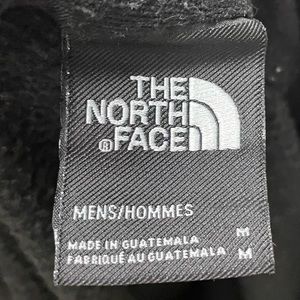 THE
NORTH
FACE
®
MENS/HOMMES
MADE IN GUATEMALA M
FABRIQUÉ AU GUATEMALA M